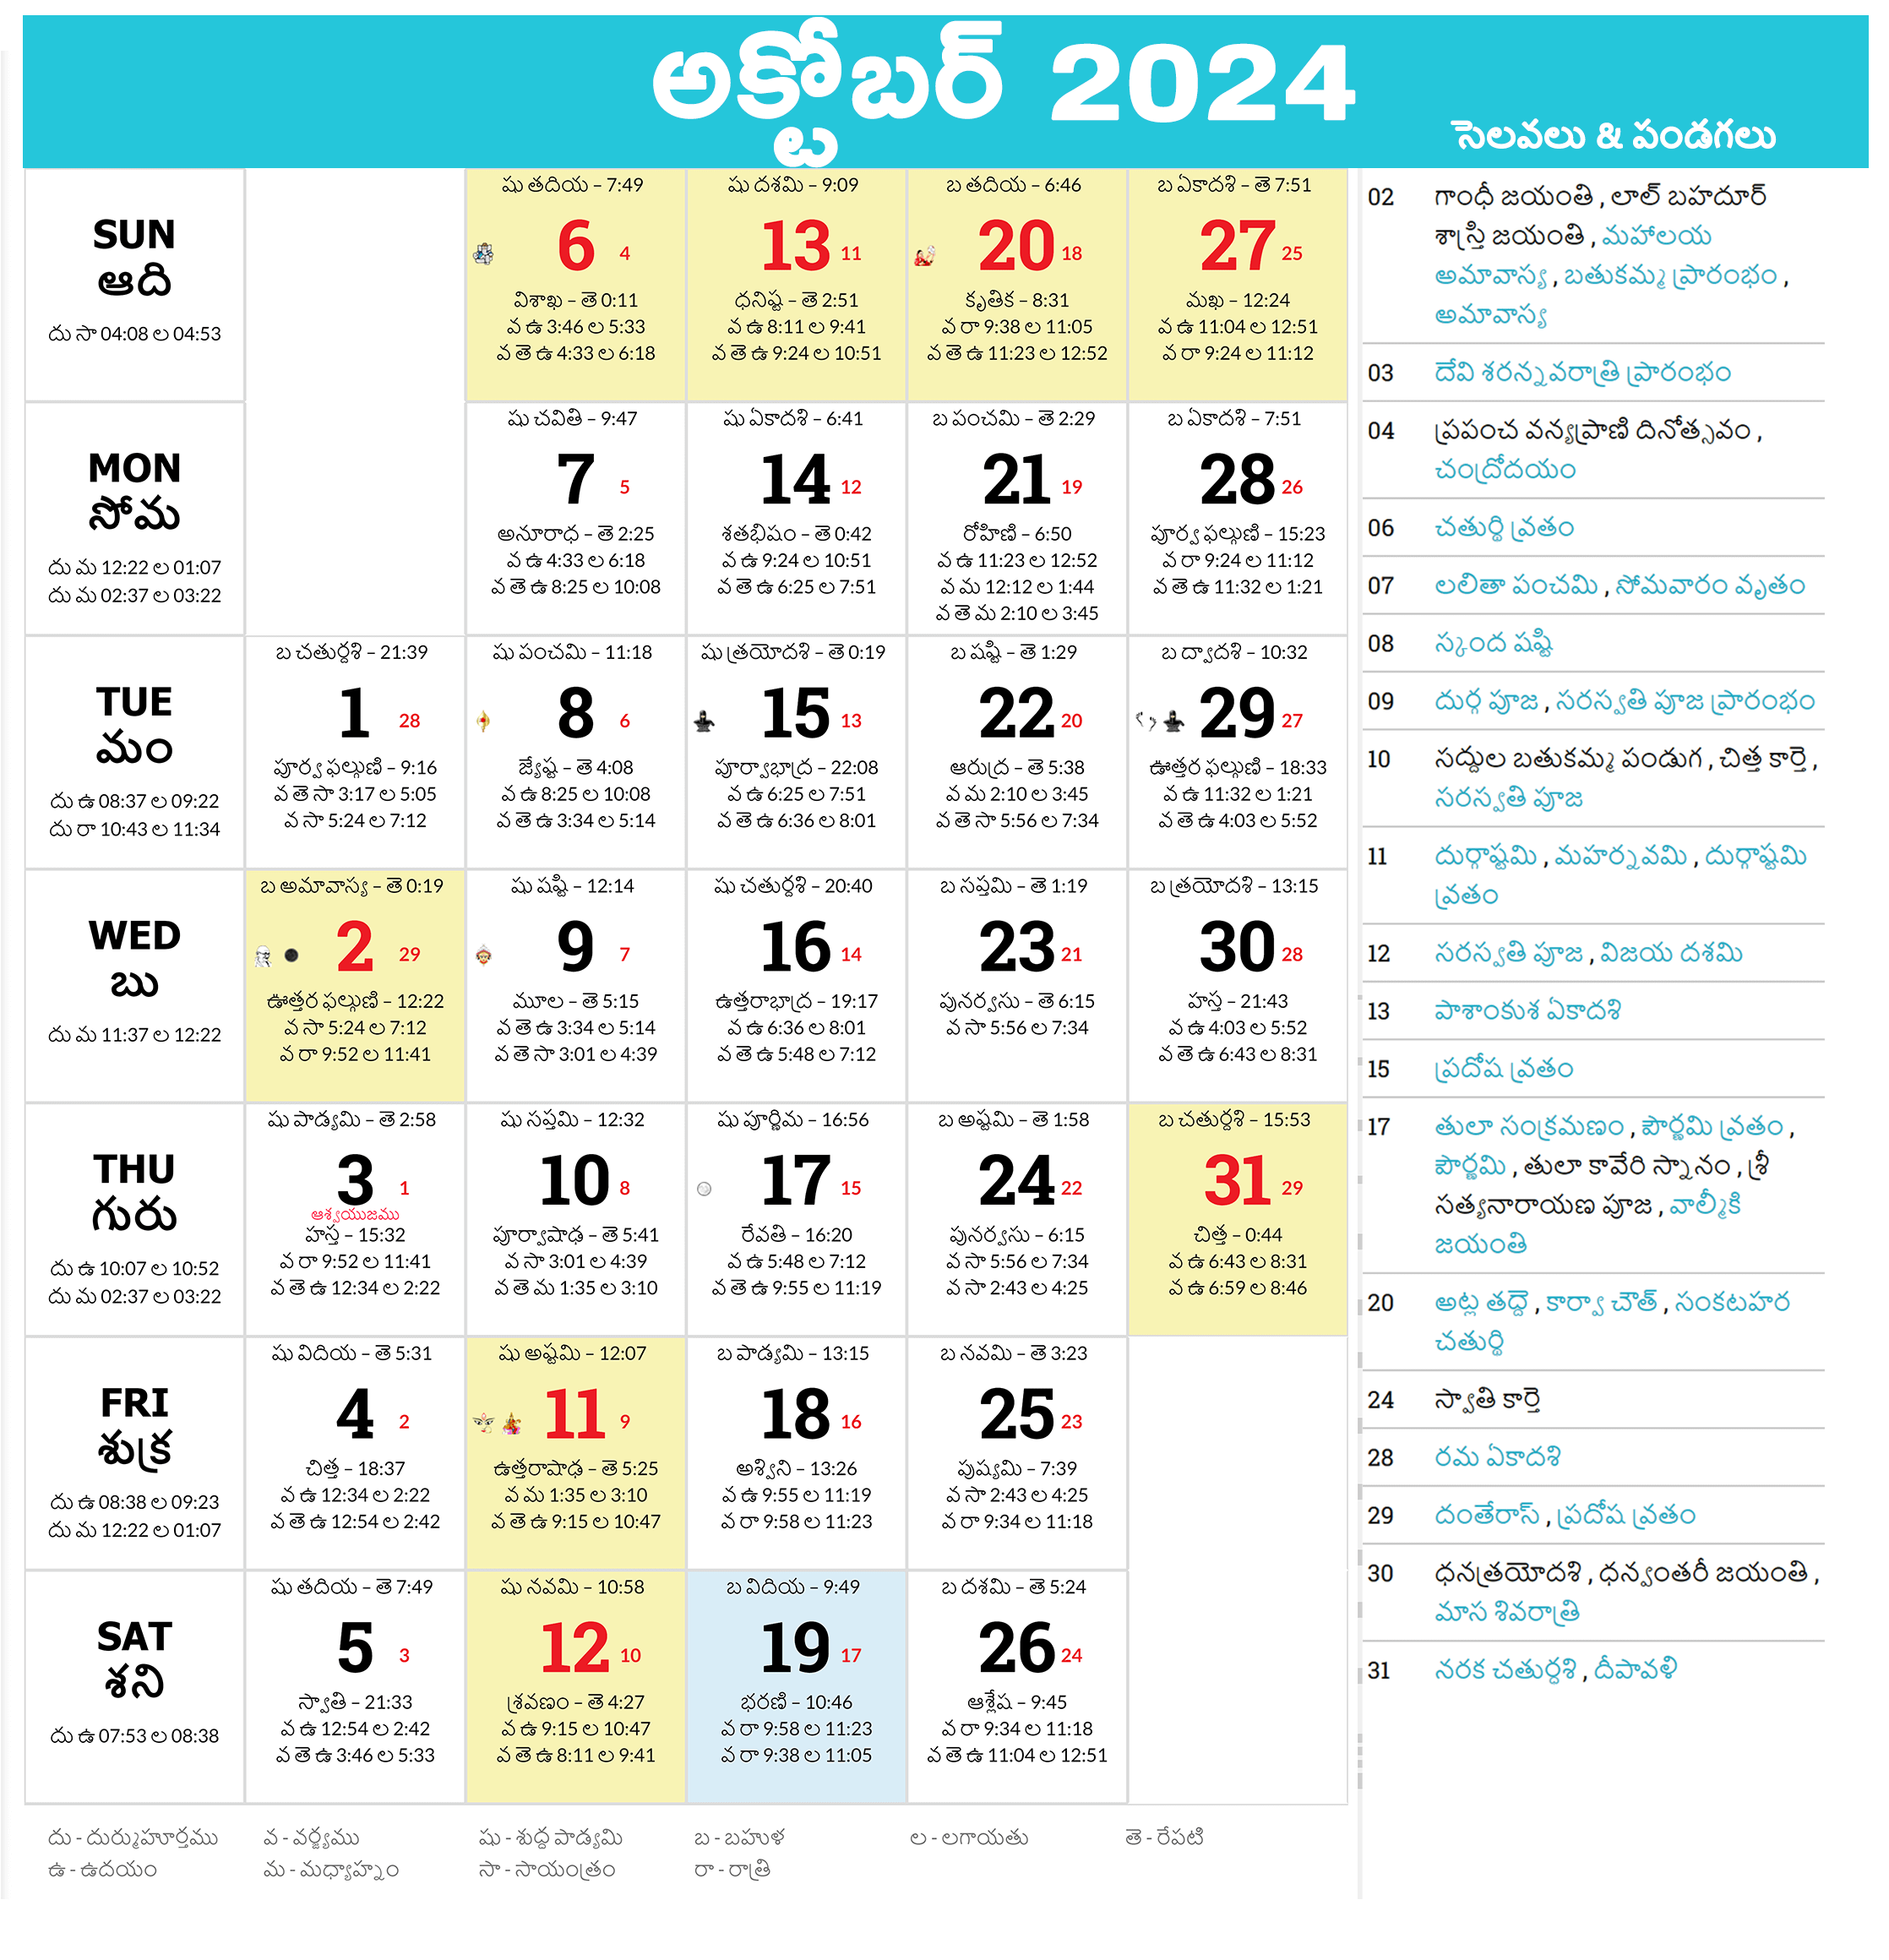 అక్టోబర్ 2024
సెలవలు & పండగలు
SUN
ఆది
దు సా 04:08 ల 04:53
షు తదియ – 7:49
6 4
విశాఖ – తె 0:11
వ ఉ 3:46 ల 5:33
వ తె ఉ 4:33 ల 6:18
షు దశమి – 9:09
13 11
ధనిష్ట – తె 2:51
వ ఉ 8:11 ల 9:41
వ తె ఉ 9:24 ల 10:51
బ తదియ – 6:46
20 18
కృతిక – 8:31
వ రా 9:38 ల 11:05
వ తె ఉ 11:23 ల 12:52
బ ఏకాదశి – తె 7:51
27 25
మఖ – 12:24
వ ఉ 11:04 ల 12:51
వ రా 9:24 ల 11:12
MON
సోమ
దు మ 12:22 ల 01:07
దు మ 02:37 ల 03:22
షు చవితి – 9:47
7 5
అనూరాధ – తె 2:25
వ ఉ 4:33 ల 6:18
వ తె ఉ 8:25 ల 10:08
షు ఏకాదశి – 6:41
14 12
శతభిషం – తె 0:42
వ ఉ 9:24 ల 10:51
వ తె ఉ 6:25 ల 7:51
బ పంచమి – తె 2:29
21 19
రోహిణి – 6:50
వ ఉ 11:23 ల 12:52
వ మ 12:12 ల 1:44
వ తె మ 2:10 ల 3:45
బ ఏకాదశి – 7:51
28 26
పూర్వ ఫల్గుణి – 15:23
వ రా 9:24 ల 11:12
వ తె ఉ 11:32 ల 1:21
TUE
మం
దు ఉ 08:37 ల 09:22
దు రా 10:43 ల 11:34
బ చతుర్దశి – 21:39
1 28
పూర్వ ఫల్గుణి – 9:16
వ తె సా 3:17 ల 5:05
వ సా 5:24 ల 7:12
షు పంచమి – 11:18
8 6
జ్యేష్ట – తె 4:08
వ ఉ 8:25 ల 10:08
వ తె ఉ 3:34 ల 5:14
షు త్రయోదశి – తె 0:19
15 13
పూర్వాభాద్ర – 22:08
వ ఉ 6:25 ల 7:51
వ తె ఉ 6:36 ల 8:01
బ షష్టి – తె 1:29
22 20
ఆరుద్ర – తె 5:38
వ మ 2:10 ల 3:45
వ తె సా 5:56 ల 7:34
బ ద్వాదశి – 10:32
29 27
ఊత్తర ఫల్గుణి – 18:33
వ ఉ 11:32 ల 1:21
వ తె ఉ 4:03 ల 5:52
WED
బు
దు మ 11:37 ల 12:22
బ అమావాస్య – తె 0:19
2 29
ఊత్తర ఫల్గుణి – 12:22
వ సా 5:24 ల 7:12
వ రా 9:52 ల 11:41
షు షష్టి – 12:14
9 7
మూల – తె 5:15
వ తె ఉ 3:34 ల 5:14
వ తె సా 3:01 ల 4:39
షు చతుర్దశి – 20:40
16 14
ఉత్తరాభాద్ర – 19:17
వ ఉ 6:36 ల 8:01
వ తె ఉ 5:48 ల 7:12
బ సప్తమి – తె 1:19
23 21
పునర్వసు – తె 6:15
వ సా 5:56 ల 7:34
బ త్రయోదశి – 13:15
30 28
హస్త – 21:43
వ ఉ 4:03 ల 5:52
వ తె ఉ 6:43 ల 8:31
THU
గురు
దు ఉ 10:07 ల 10:52
దు మ 02:37 ల 03:22
షు పాడ్యమి – తె 2:58
3 1
ఆశ్వయుజము
హస్త – 15:32
వ రా 9:52 ల 11:41
వ తె ఉ 12:34 ల 2:22
షు సప్తమి – 12:32
10 8
పూర్వాషాఢ – తె 5:41
వ సా 3:01 ల 4:39
వ తె మ 1:35 ల 3:10
షు పూర్ణిమ – 16:56
17 15
రేవతి – 16:20
వ ఉ 5:48 ల 7:12
వ తె ఉ 9:55 ల 11:19
బ అష్టమి – తె 1:58
24 22
పునర్వసు – 6:15
వ సా 5:56 ల 7:34
వ సా 2:43 ల 4:25
బ చతుర్దశి – 15:53
31 29
చిత్త – 0:44
వ ఉ 6:43 ల 8:31
వ ఉ 6:59 ల 8:46
FRI
శుక్ర
దు ఉ 08:38 ల 09:23
దు మ 12:22 ల 01:07
షు విదియ – తె 5:31
4 2
చిత్త – 18:37
వ ఉ 12:34 ల 2:22
వ తె ఉ 12:54 ల 2:42
షు అష్టమి – 12:07
11 9
ఉత్తరాషాఢ – తె 5:25
వ మ 1:35 ల 3:10
వ తె ఉ 9:15 ల 10:47
బ పాడ్యమి – 13:15
18 16
అశ్విని – 13:26
వ ఉ 9:55 ల 11:19
వ రా 9:58 ల 11:23
బ నవమి – తె 3:23
25 23
పుష్యమి – 7:39
వ సా 2:43 ల 4:25
వ రా 9:34 ల 11:18
SAT
శని
దు ఉ 07:53 ల 08:38
షు తదియ – తె 7:49
5 3
స్వాతి – 21:33
వ ఉ 12:54 ల 2:42
వ తె ఉ 3:46 ల 5:33
షు నవమి – 10:58
12 10
శ్రవణం – తె 4:27
వ ఉ 9:15 ల 10:47
వ తె ఉ 8:11 ల 9:41
బ విదియ – 9:49
19 17
భరణి – 10:46
వ రా 9:58 ల 11:23
వ రా 9:38 ల 11:05
బ దశమి – తె 5:24
26 24
ఆశ్లేష – 9:45
వ రా 9:34 ల 11:18
వ తె ఉ 11:04 ల 12:51
దు - దుర్ముహూర్తము వ - వర్జ్యము షు - శుద్ద పాడ్యమి బ - బహుళ ల - లగాయతు తె - రేపటి
ఉ - ఉదయం మ - మధ్యాహ్నం సా - సాయంత్రం రా - రాత్రి
02 గాంధీ జయంతి , లాల్ బహదూర్
శాస్త్రి జయంతి , మహాలయ
అమావాస్య , బతుకమ్మ ప్రారంభం ,
అమావాస్య
03 దేవి శరన్నవరాత్రి ప్రారంభం
04 ప్రపంచ వన్యప్రాణి దినోత్సవం ,
చంద్రోదయం
06 చతుర్థి వ్రతం
07 లలితా పంచమి , సోమవారం వృతం
08 స్కంద షష్టి
09 దుర్గ పూజ , సరస్వతి పూజ ప్రారంభం
10 సద్దుల బతుకమ్మ పండుగ , చిత్త కార్తె ,
సరస్వతి పూజ
11 దుర్గాష్టమి , మహర్నవమి , దుర్గాష్టమి
వ్రతం
12 సరస్వతి పూజ , విజయ దశమి
13 పాశాంకుశ ఏకాదశి
15 ప్రదోష వ్రతం
17 తులా సంక్రమణం , పౌర్ణమి వ్రతం ,
పౌర్ణమి , తులా కావేరి స్నానం , శ్రీ
సత్యనారాయణ పూజ , వాల్మీకి
జయంతి
20 అట్ల తద్దె , కార్వా చౌత్ , సంకటహర
చతుర్థి
24 స్వాతి కార్తె
28 రమ ఏకాదశి
29 దంతేరాస్ , ప్రదోష వ్రతం
30 ధనత్రయోదశి , ధన్వంతరీ జయంతి ,
మాస శివరాత్రి
31 నరక చతుర్దశి , దీపావళి